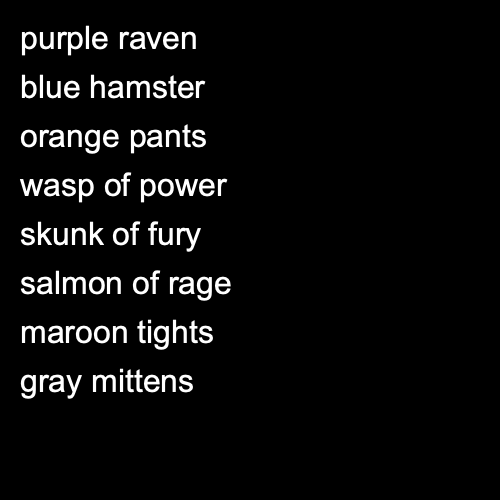 purple raven
blue hamster
orange pants
wasp of power
skunk of fury
salmon of rage
maroon tights
gray mittens